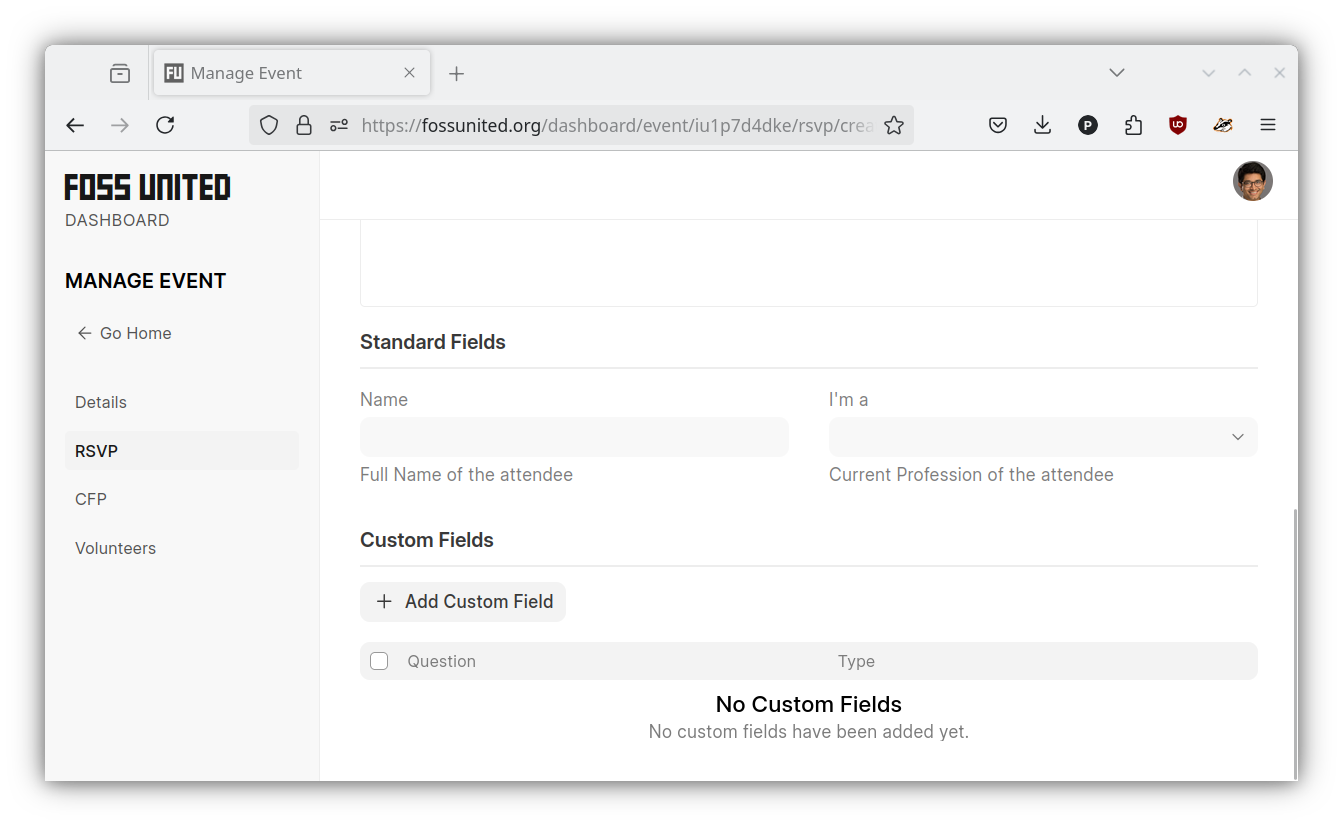 FU Manage Event
https://fossunited.org/dashboard/event/iu1p7d4dke/rsvp/crea
P
FOSS UNITED
DASHBOARD
MANAGE EVENT
Go Home
Details
RSVP
CFP
Volunteers
Standard Fields
Name
I'm a
Full Name of the attendee
Current Profession of the attendee
Custom Fields
Add Custom Field
Question Type
No Custom Fields
No custom fields have been added yet.